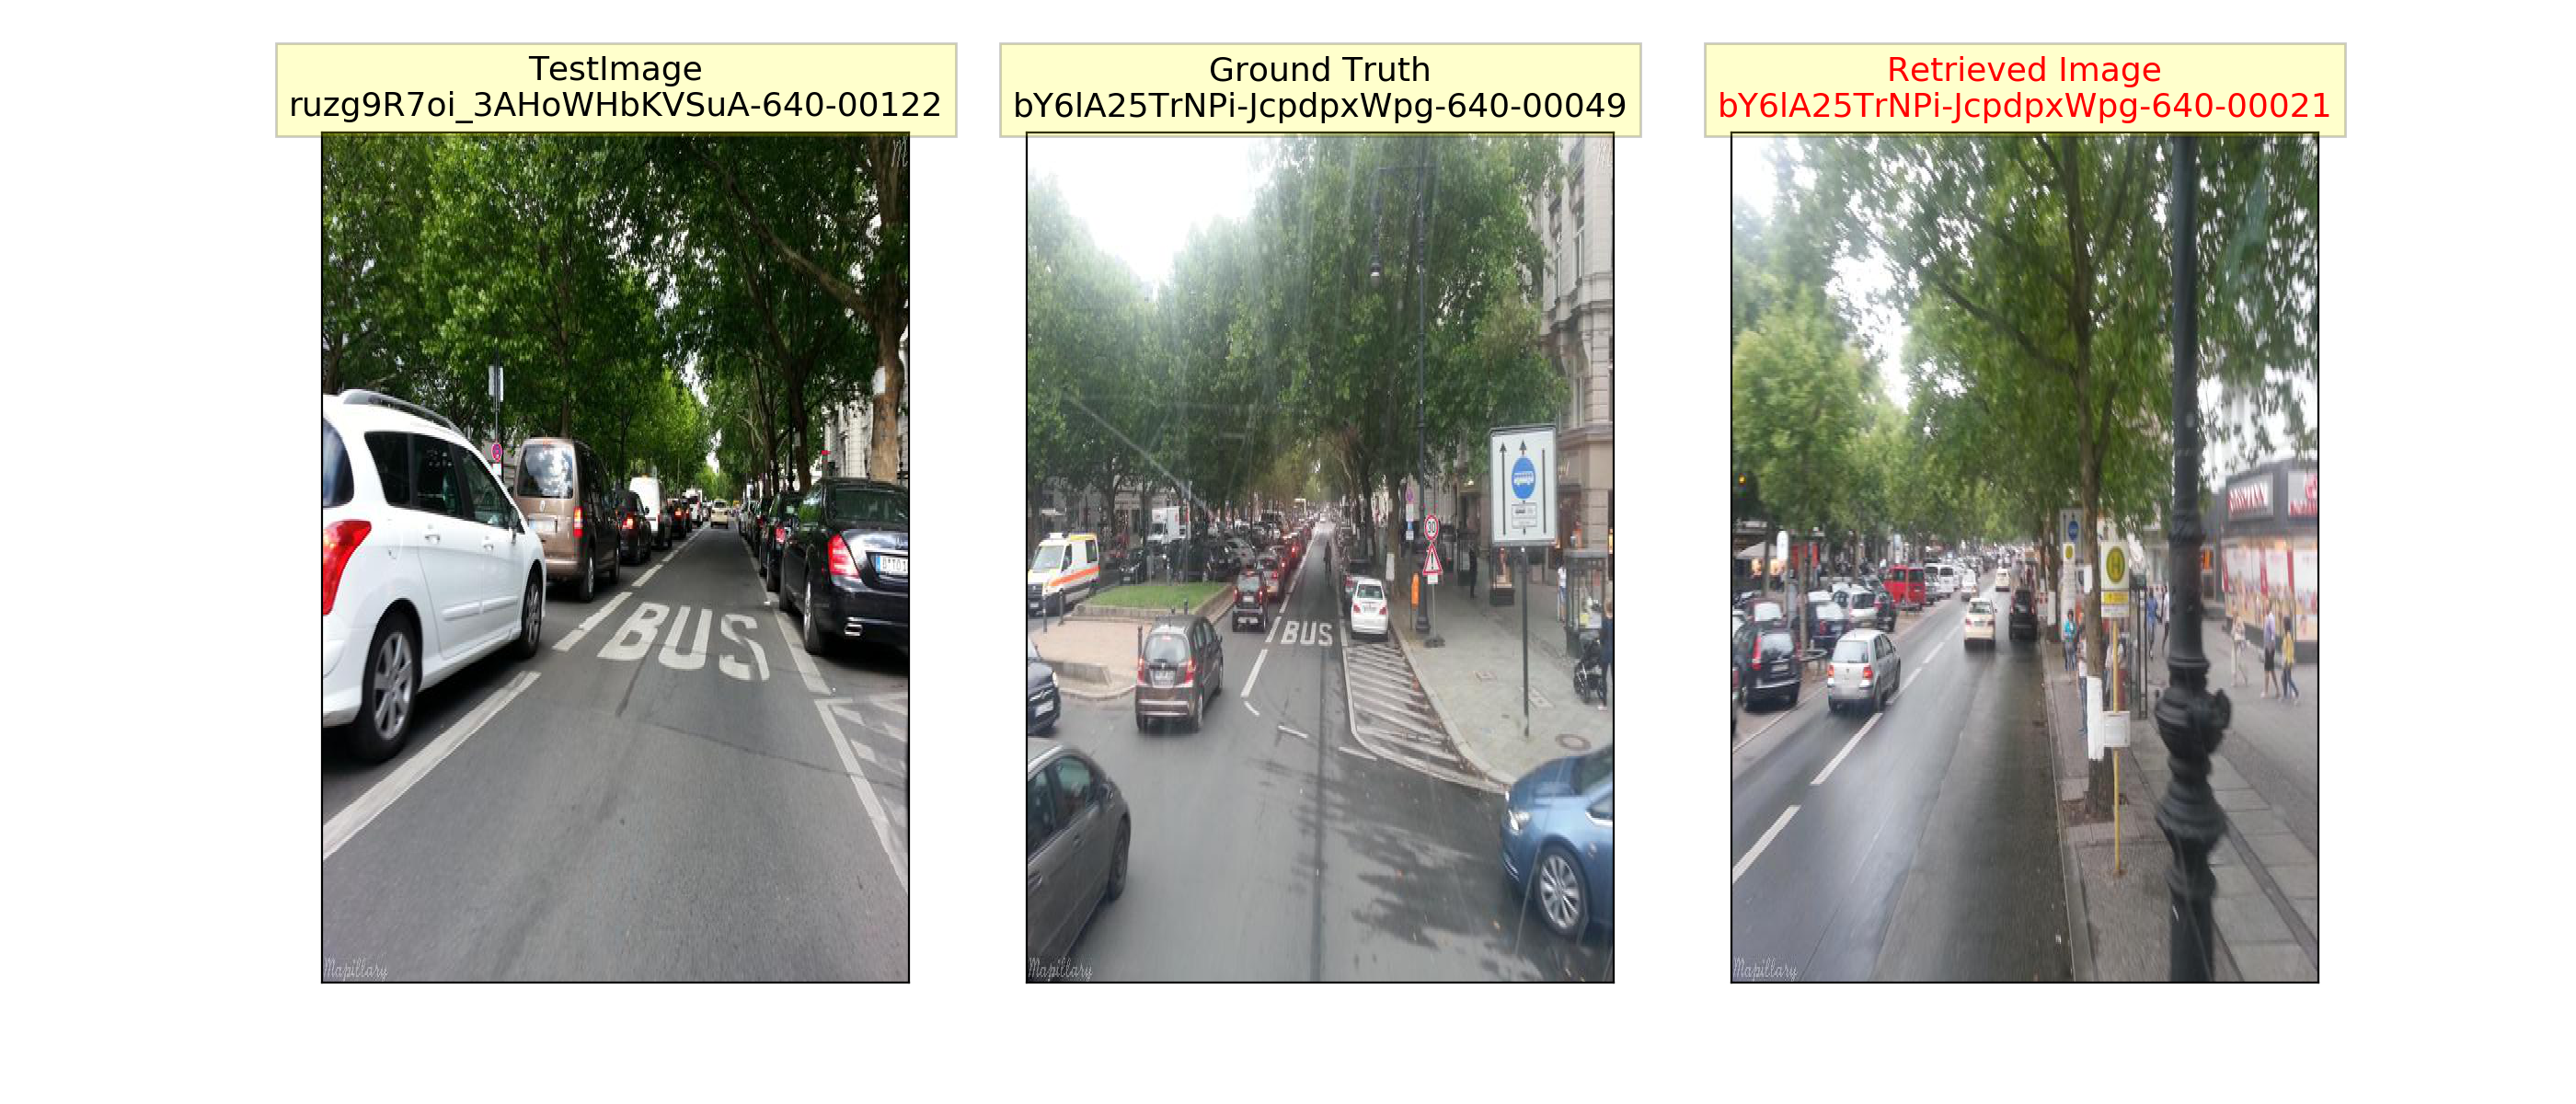 TestImage
ruzg9R7oi_3AHoWHbKVSuA-640-00122
Ground Truth
bY6lA25TrNPi-JcpdpxWpg-640-00049
Retrieved Image
bY6lA25TrNPi-JcpdpxWpg-640-00021
M
BUS
Mapillary
30
BUS
Mapillary
H
Mapillary